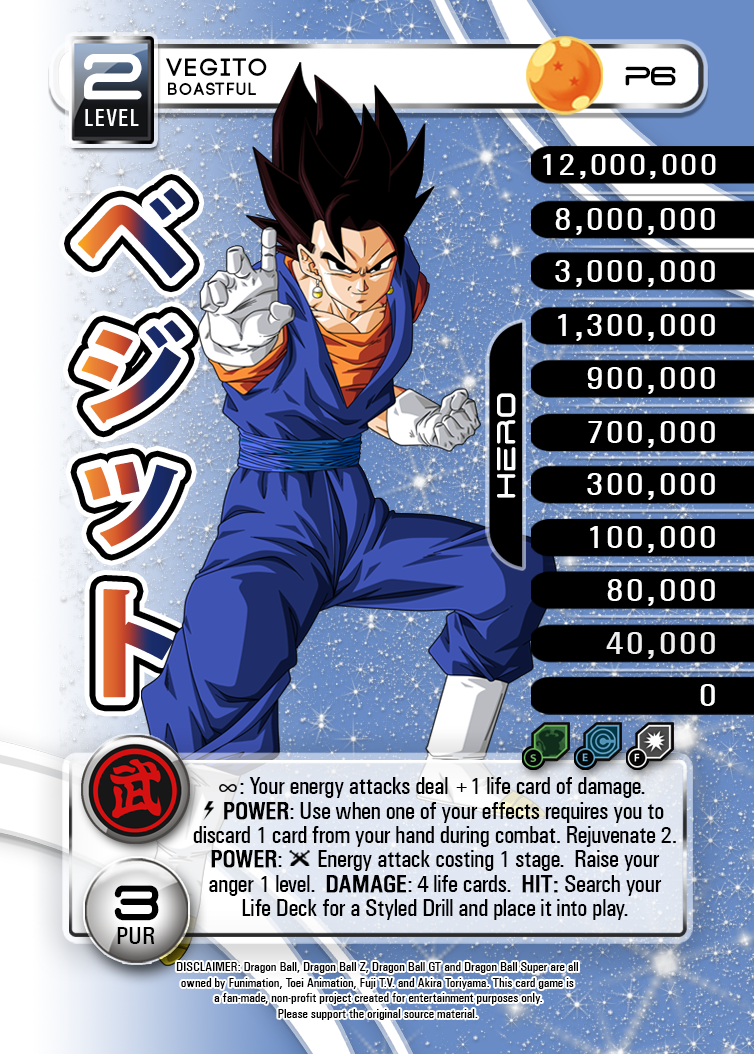 2
LEVEL
VEGITO
BOASTFUL
P6
ベジット
12,000,000
8,000,000
3,000,000
1,300,000
900,000
700,000
300,000
100,000
80,000
40,000
0
HERO
S E F
武
3
PUR
∞: Your energy attacks deal +1 life card of damage.
POWER: Use when one of your effects requires you to
discard 1 card from your hand during combat. Rejuvenate 2.
POWER: Energy attack costing 1 stage. Raise your
anger 1 level. DAMAGE: 4 life cards. HIT: Search your
Life Deck for a Styled Drill and place it into play.
DISCLAIMER: Dragon Ball, Dragon Ball Z, Dragon Ball GT and Dragon Ball Super are all
owned by Funimation, Toei Animation, Fuji T.V. and Akira Toriyama. This card game is
a fan-made, non-profit project created for entertainment purposes only.
Please support the original source material.